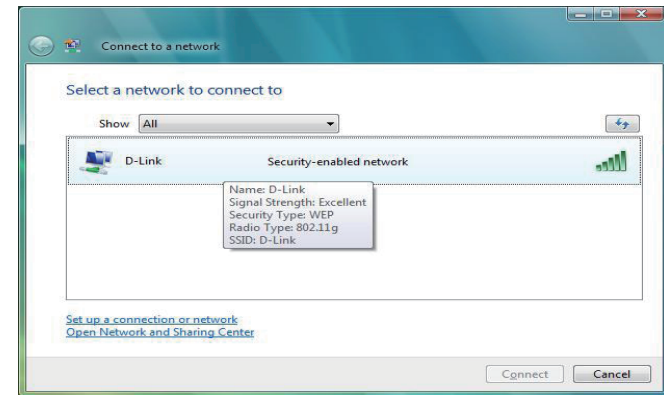 Connect to a network
Select a network to connect to
Show All
D-Link Security-enabled network
Name: D-Link
Signal Strength: Excellent
Security Type: WEP
Radio Type: 802.11g
SSID: D-Link
Set up a connection or network
Open Network and Sharing Center
Connect Cancel